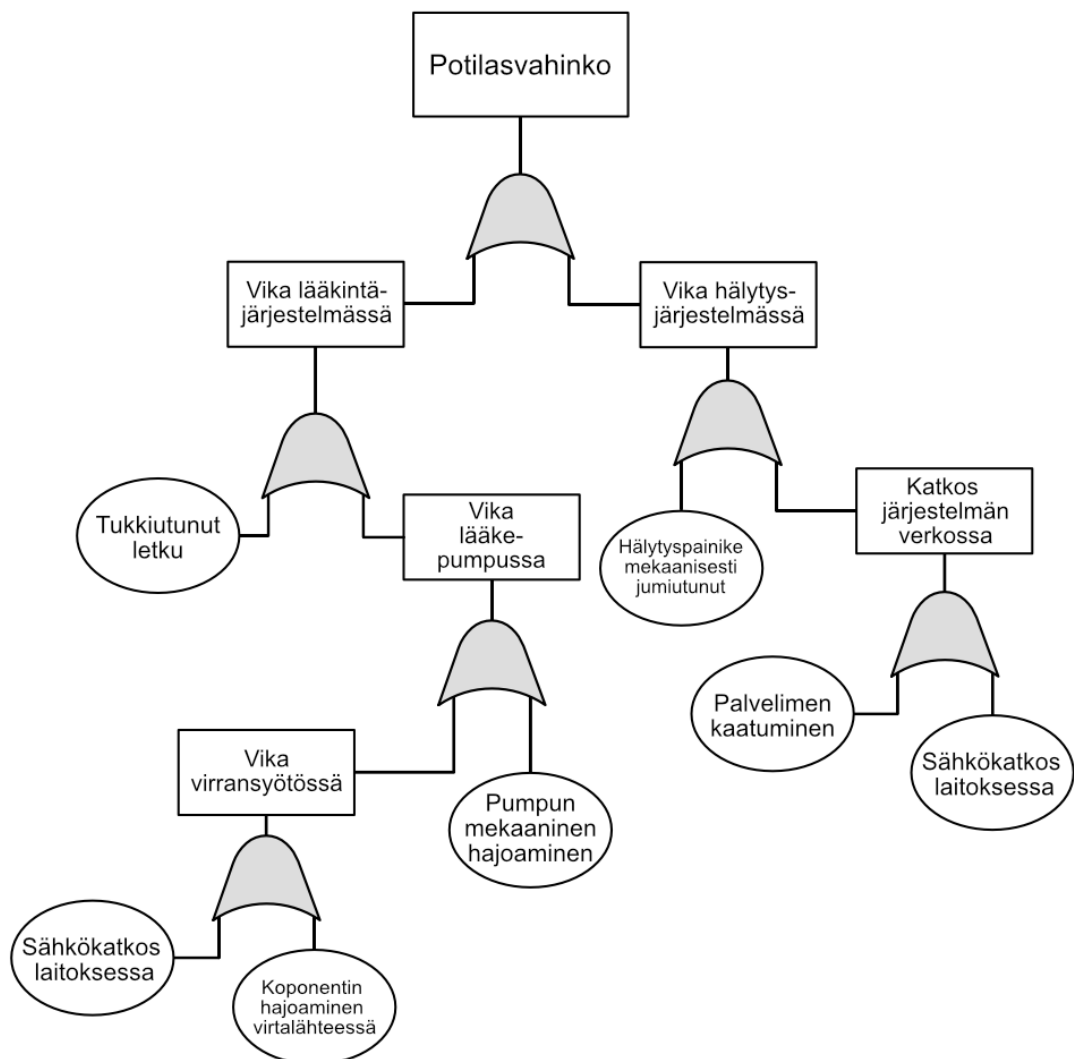 Potilasvahinko
Vika lääkintä-
järjestelmässä
Vika hälytys-
järjestelmässä
Tukkiutunut
letku
Vika
lääke-
pumpussa
Hälytyspainike
mekaanisesti
jumiutunut
Katkos
järjestelmän
verkossa
Palvelimen
kaatuminen
Sähkökatkos
laitoksessa
Vika
virransyötössä
Pumpun
mekaaninen
hajoaminen
Sähkökatkos
laitoksessa
Koponentin
hajoaminen
virtalähteessä